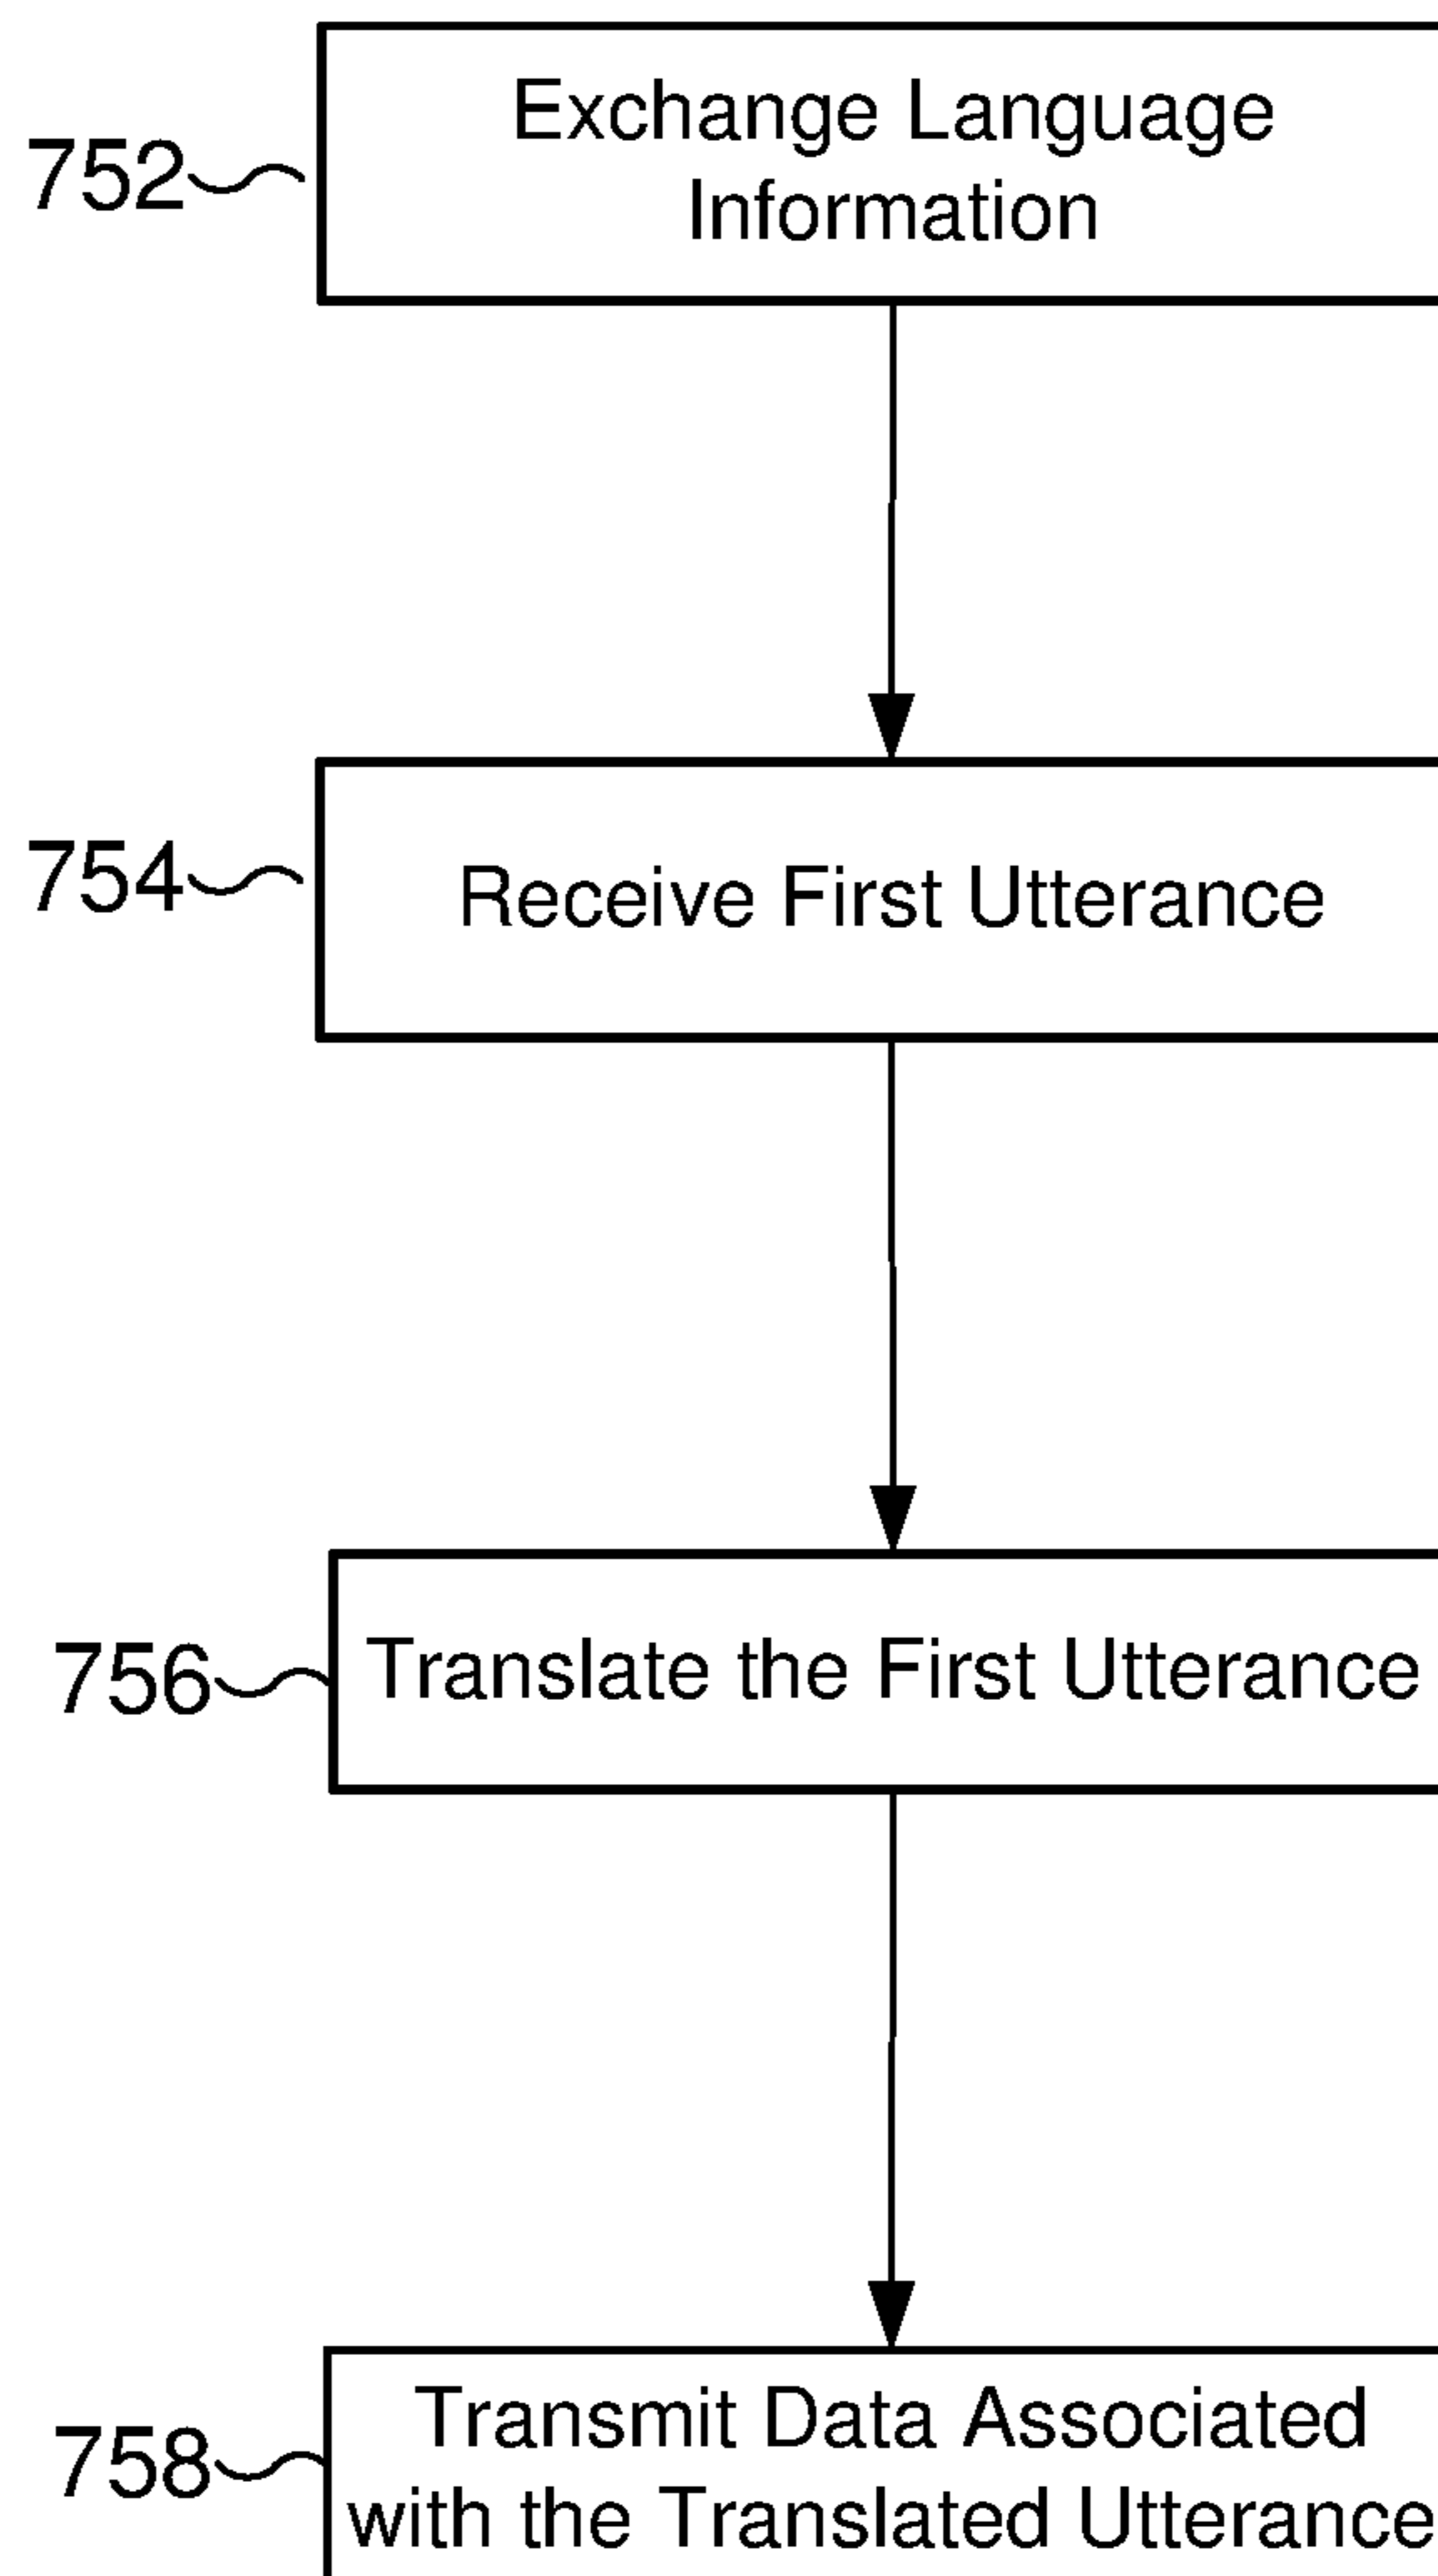 Exchange Language
752
Information
754
Receive First Utterance
756
Translate the First Utterance
Transmit Data Associated
758
with the Translated Utterance